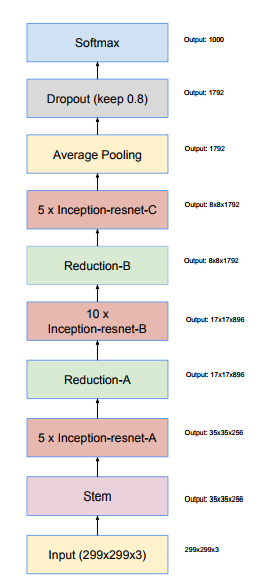 Softmax
Output: 1000
Dropout (keep 0.8)
Output: 1792
Average Pooling
Output: 1792
5 x Inception-resnet-C
Output: 8x8x1792
Reduction-B
Output: 8x8x1792
10 x
Inception-resnet-B
Output: 17x17x896
Reduction-A
Output: 17x17x896
5 x Inception-resnet-A
Output: 35x35x256
Stem
Output: 35x35x256
Input (299x299x3)
299x299x3